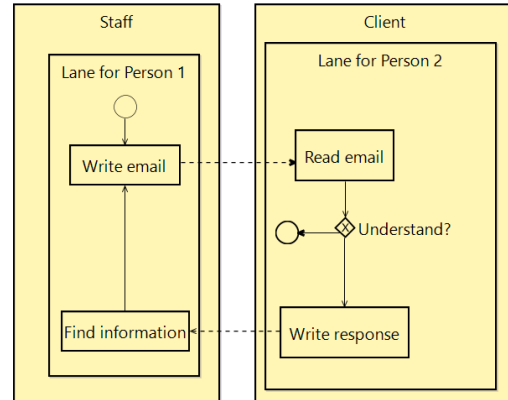 Staff
Client
Lane for Person 1
Lane for Person 2
Write email
Read email
X
Understand?
Find information
Write response